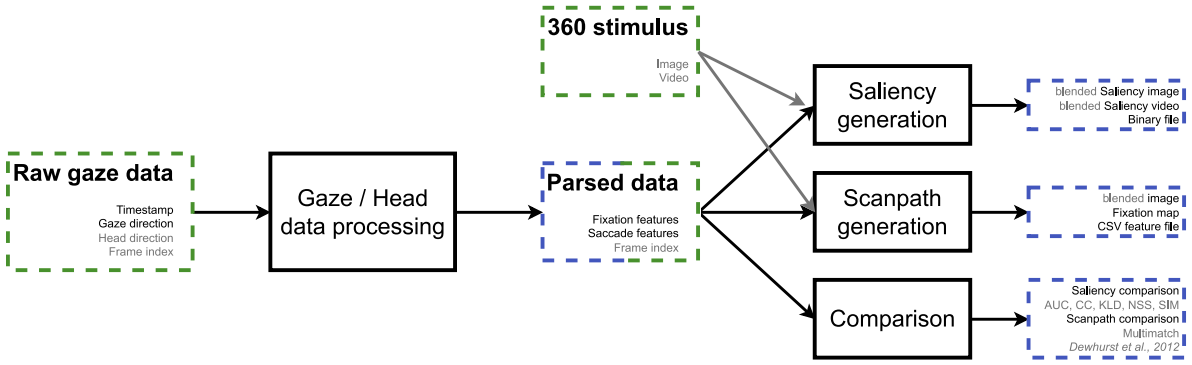 360 stimulus
Image
Video
Raw gaze data
Timestamp
Gaze direction
Head direction
Frame index
Gaze / Head
data processing
Parsed data
Fixation features
Saccade features
Frame index
Saliency
generation
blended Saliency image
blended Saliency video
Binary file
Scanpath
generation
blended image
Fixation map
CSV feature file
Comparison
Saliency comparison
AUC, CC, KLD, NSS, SIM
Scanpath comparison
Multimatch
Dewhurst et al., 2012